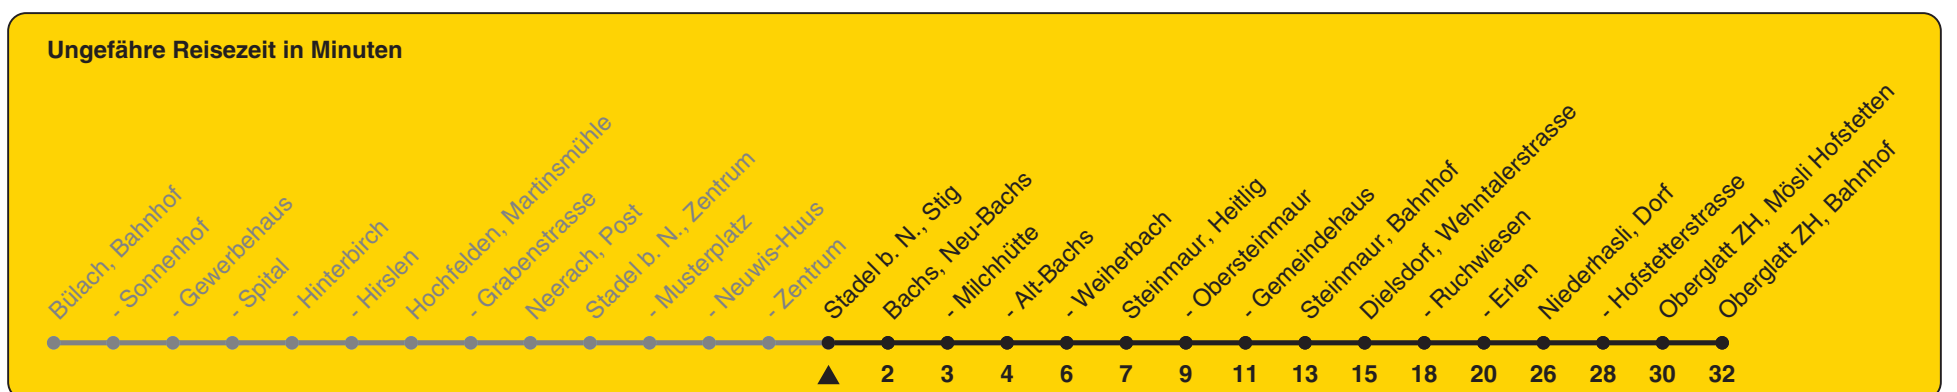 Ungefähre Reisezeit in Minuten
Bülach, Bahnhof
- Sonnenhof
- Gewerbehaus
- Spital
- Hinterbirch
- Hirslen
Hochfelden, Martinsmühle
- Grabenstrasse
Neerach, Post
Stadel b. N., Zentrum
- Musterplatz
- Neuwis-Huus
- Zentrum
Stadel b. N., Stig
Bachs, Neu-Bachs
- Milchhütte
- Alt-Bachs
- Weiherbach
Steinmaur, Heitlig
- Obersteinmaur
- Gemeindehaus
Steinmaur, Bahnhof
Dielsdorf, Wehntalerstrasse
- Ruchwiesen
- Erlen
Niederhasli, Dorf
- Hofstetterstrasse
Oberglatt ZH, Mösli Hofstetten
Oberglatt ZH, Bahnhof
2 3 4 6 7 9 11 13 15 18 20 26 28 30 32